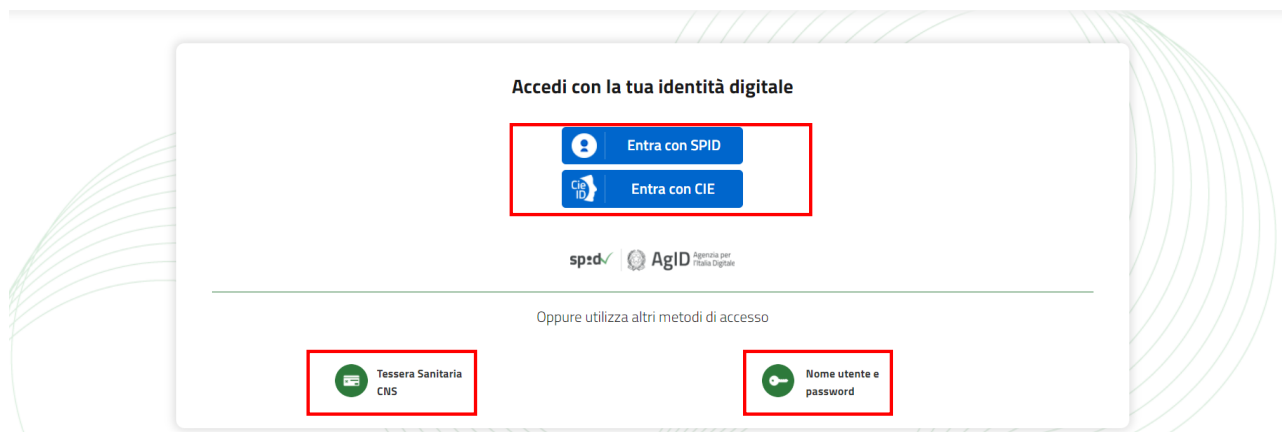 Accedi con la tua identità digitale
Entra con SPID
Cie
ID
Entra con CIE
sp:d
AgID
Agenzia per
l'Italia Digitale
Oppure utilizza altri metodi di accesso
Tessera Sanitaria
CNS
Nome utente e
password